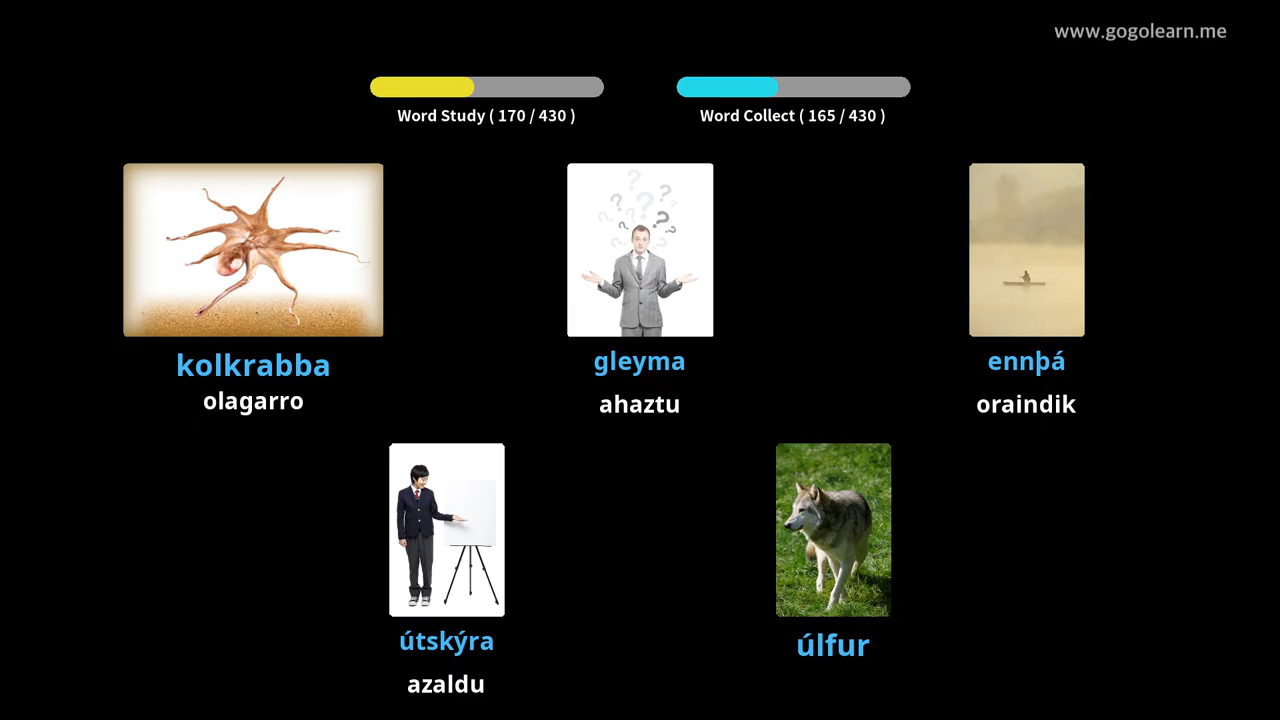 www.gogolearn.me
Word Study ( 170 / 430 )
Word Collect ( 165 / 430 )
kolkrabba
olagarro
gleyma
ahaztu
ennþá
oraindik
útskýra
azaldu
úlfur